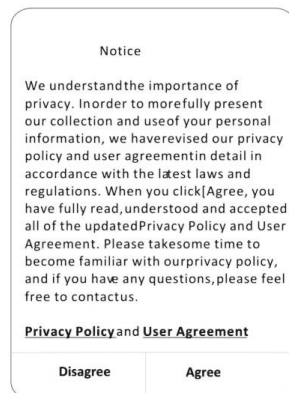 Notice
We understandthe importance of
privacy. Inorder to morefully present
our collection and useof your personal
information, we haverevised our privacy
policy and user agreementin detail in
accordance with the latest laws and
regulations. When you click[Agree, you
have fully read,understood and accepted
all of the updatedPrivacy Policy and User
Agreement. Please takesome time to
become familiar with ourprivacy policy,
and if you have any questions,please feel
free to contactus.
Privacy Policyand User Agreement
Disagree Agree